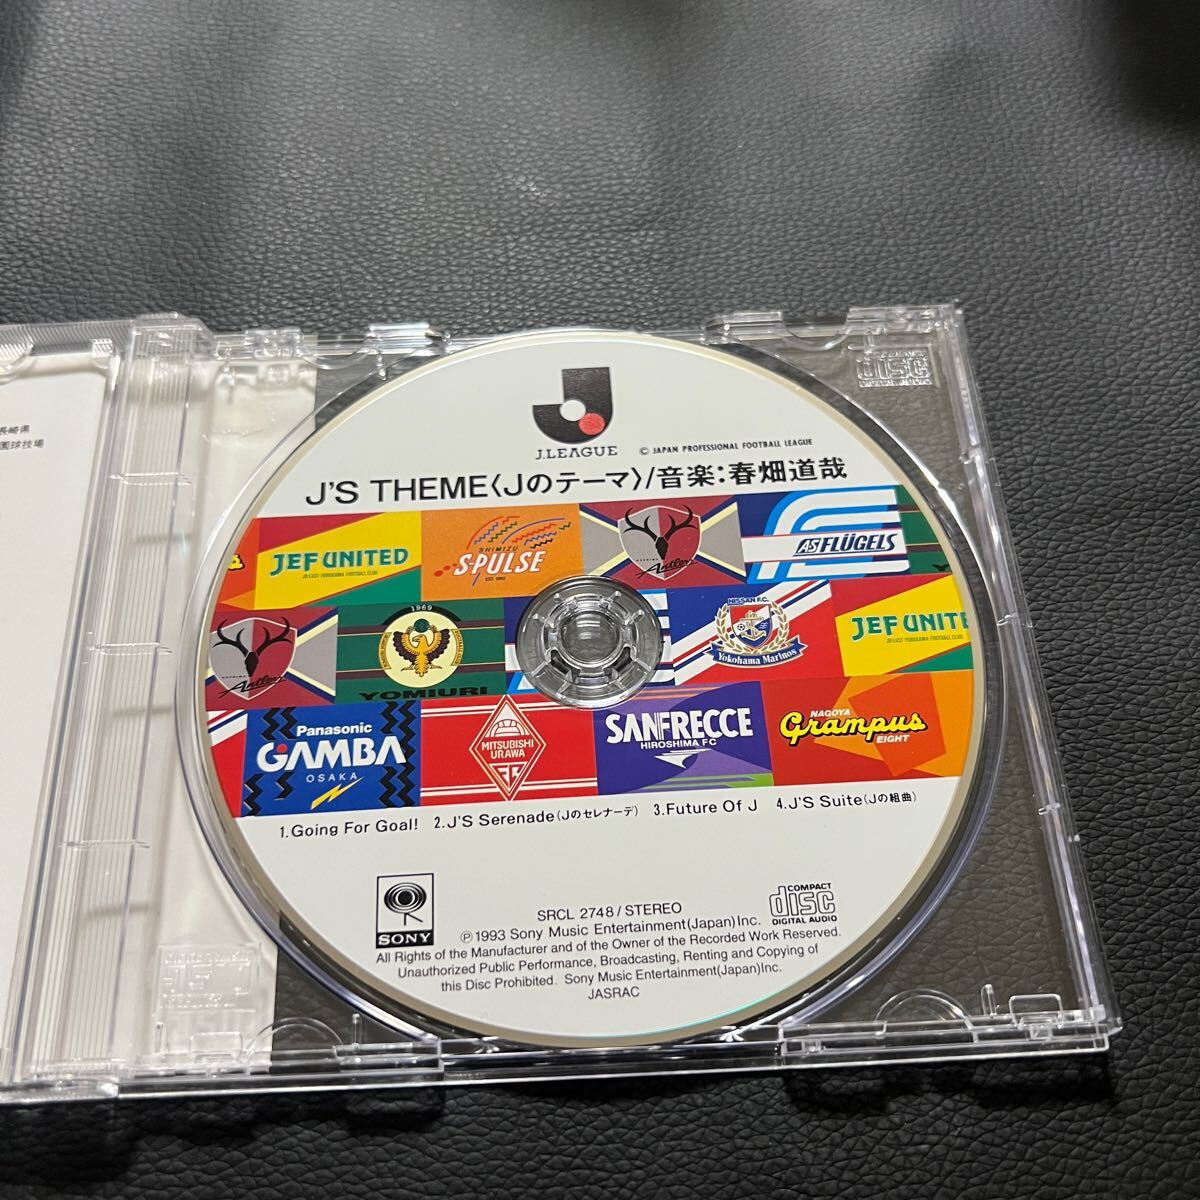 長崎県
球技場
J.LEAGUE
© JAPAN PROFESSIONAL FOOTBALL LEAGUE
J'S THEME〈Jのテーマ〉/音楽:春畑道哉
JEF UNITED
JR EAST FURUKAWA FOOTBALL CLUB
SHIMIZU
S-PULSE
EST. 1992
Antlers
AS FLÜGELS
Antlers
1969
YOMIURI
NISSAN F.C.
Yokohama Marinos
JEF UNITE
Panasonic
GAMBA
OSAKA
MITSUBISHI
URAWA
FC
SANFRECCE
HIROSHIMA FC
NAGOYA
Grampus
EIGHT
1.Going For Goal! 2.J'S Serenade(Jのセレナーデ) 3.Future Of J 4.J'S Suite(Jの組曲)
SONY
SRCL 2748/STEREO
℗ 1993 Sony Music Entertainment(Japan)Inc.
All Rights of the Manufacturer and of the Owner of the Recorded Work Reserved.
Unauthorized Public Performance, Broadcasting, Renting and Copying of
this Disc Prohibited. Sony Music Entertainment(Japan)Inc.
JASRAC
COMPACT
disc
DIGITAL AUDIO
disc
DIGITAL AUDIO